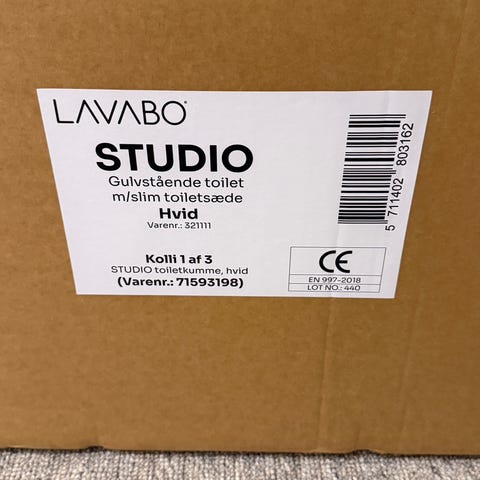 LAVABO®
STUDIO
Gulvstående toilet
m/slim toiletsæde
Hvid
Varenr.: 321111
Kolli 1 af 3
STUDIO toiletkumme, hvid
(Varenr.: 71593198)
5 711402 803162
CE
EN 997-2018
LOT NO.: 440